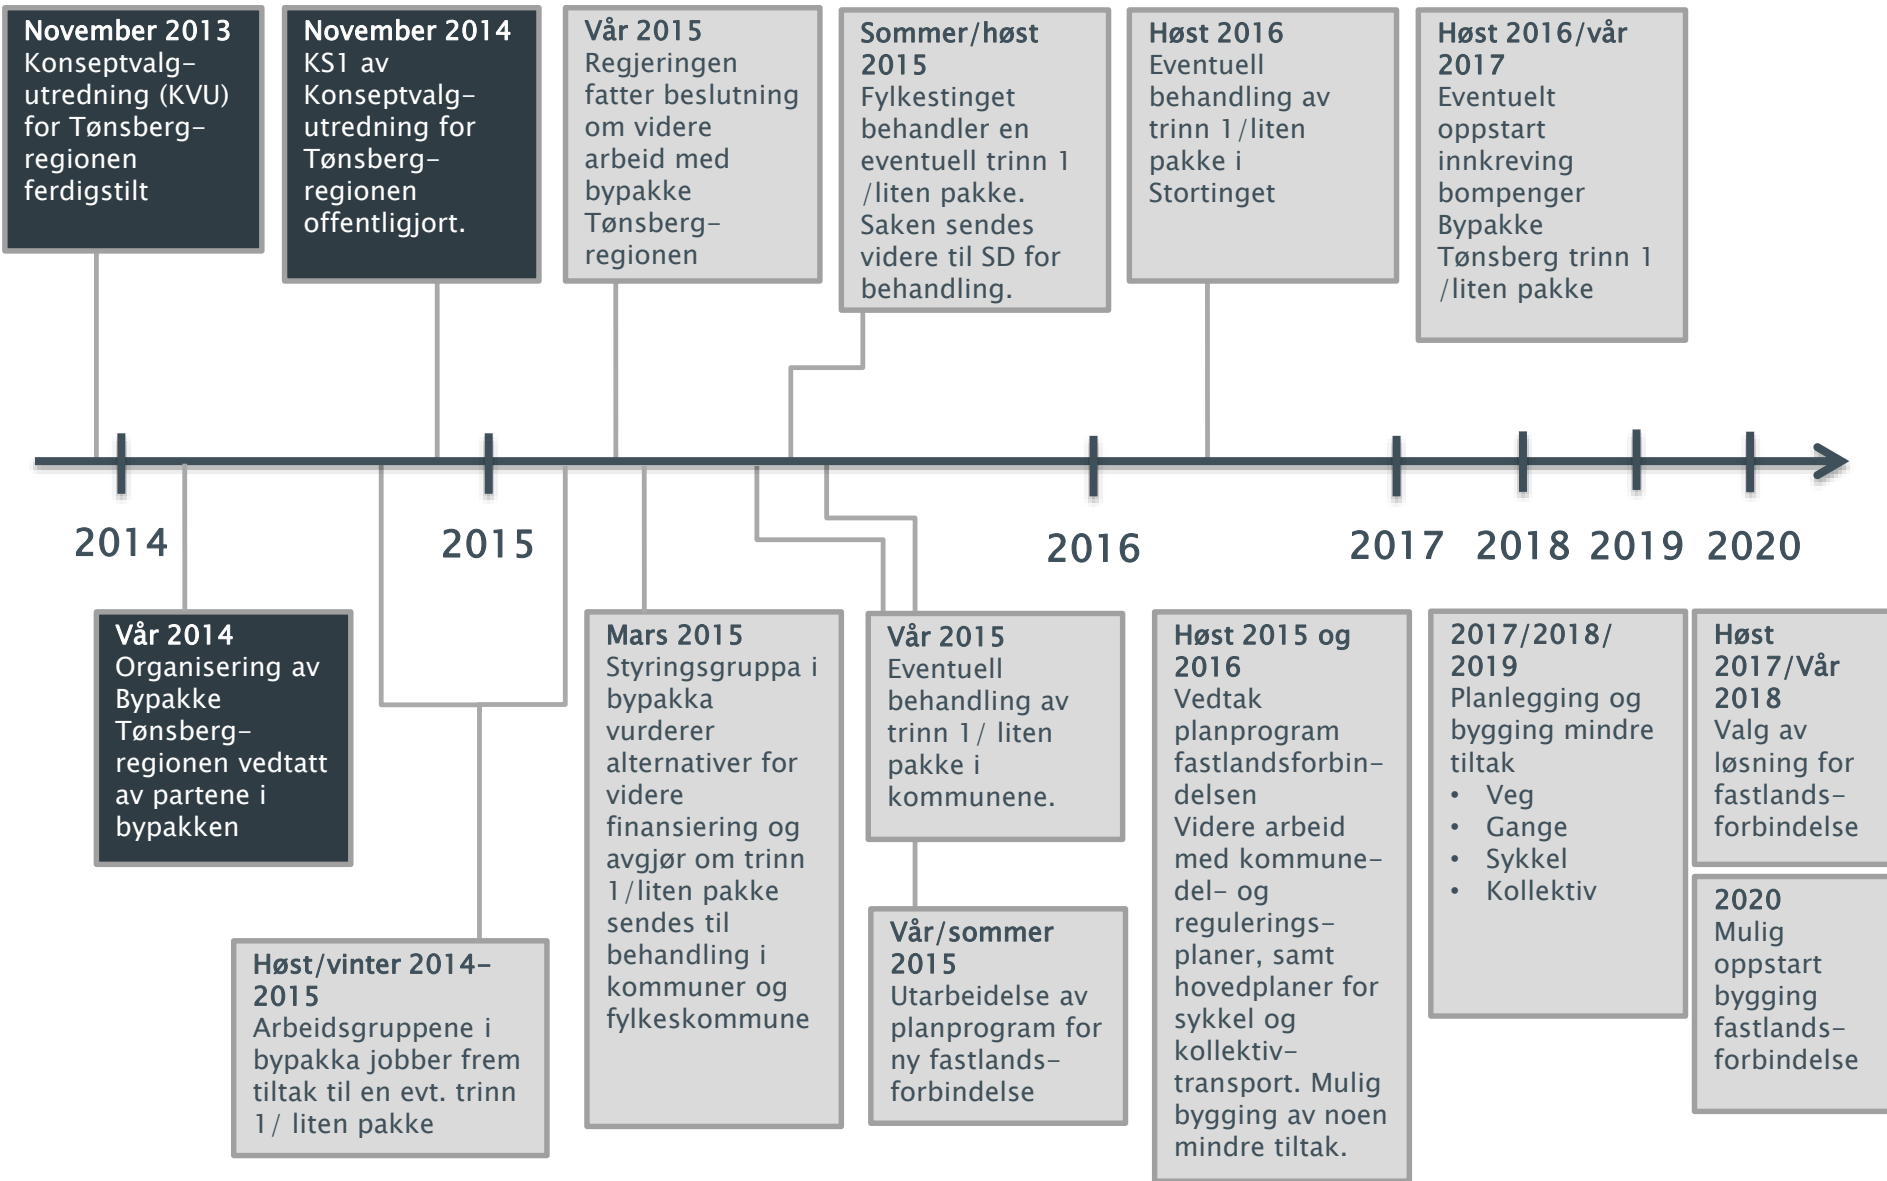 November 2013
Konseptvalg-
utredning (KVU)
for Tønsberg-
regionen
ferdigstilt
November 2014
KS1 av
Konseptvalg-
utredning for
Tønsberg-
regionen
offentligjort.
Vår 2015
Regjeringen
fatter beslutning
om videre
arbeid med
bypakke
Tønsberg-
regionen
Sommer/høst
2015
Fylkestinget
behandler en
eventuell trinn 1
/liten pakke.
Saken sendes
videre til SD for
behandling.
Høst 2016
Eventuell
behandling av
trinn 1/liten
pakke i
Stortinget
Høst 2016/vår
2017
Eventuelt
oppstart
innkreving
bompenger
Bypakke
Tønsberg trinn 1
/liten pakke
2014
2015
2016
2017
2018
2019
2020
Vår 2014
Organisering av
Bypakke
Tønsberg-
regionen vedtatt
av partene i
bypakken
Høst/vinter 2014-
2015
Arbeidsgruppene i
bypakka jobber frem
tiltak til en evt. trinn
1/ liten pakke
Mars 2015
Styringsgruppa i
bypakka
vurderer
alternativer for
videre
finansiering og
avgjør om trinn
1/liten pakke
sendes til
behandling i
kommuner og
fylkeskommune
Vår 2015
Eventuell
behandling av
trinn 1/ liten
pakke i
kommunene.
Vår/sommer
2015
Utarbeidelse av
planprogram for
ny fastlands-
forbindelse
Høst 2015 og
2016
Vedtak
planprogram
fastlandsforbin-
delsen
Videre arbeid
med kommune-
del- og
regulerings-
planer, samt
hovedplaner for
sykkel og
kollektiv-
transport. Mulig
bygging av noen
mindre tiltak.
2017/2018/
2019
Planlegging og
bygging mindre
tiltak
• Veg
• Gange
• Sykkel
• Kollektiv
Høst
2017/Vår
2018
Valg av
løsning for
fastlands-
forbindelse
2020
Mulig
oppstart
bygging
fastlands-
forbindelse